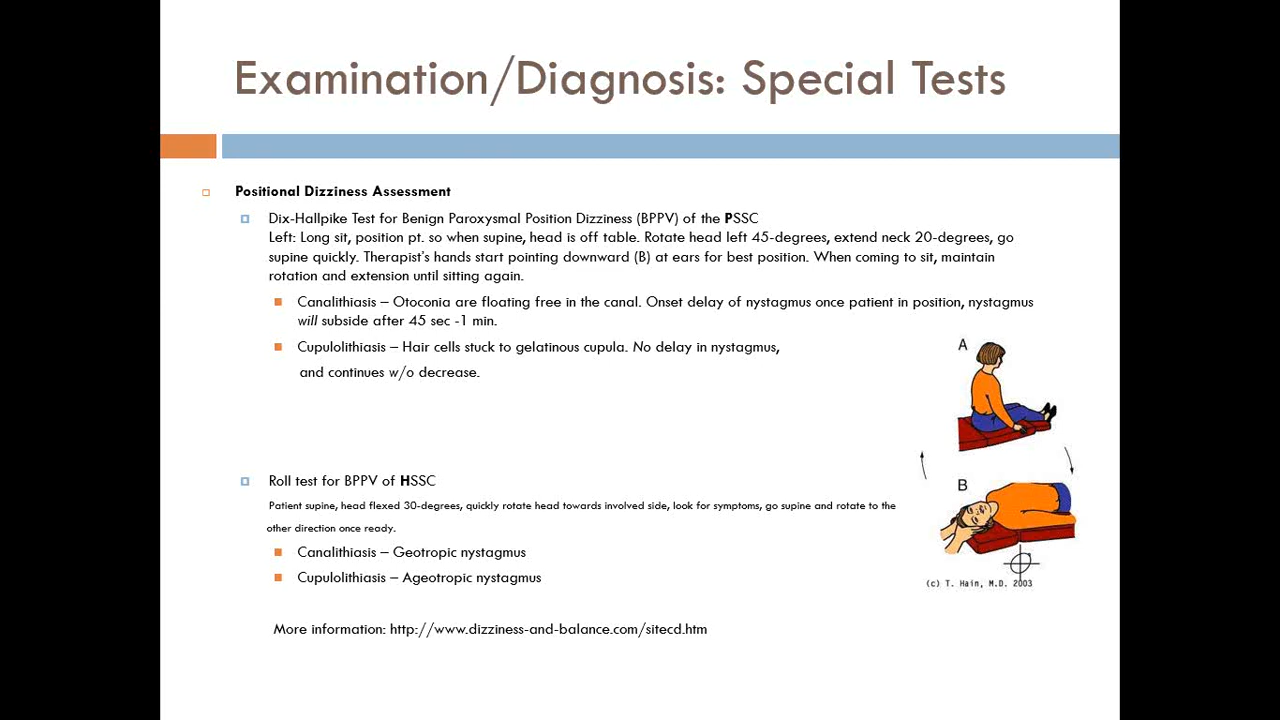 Examination/Diagnosis: Special Tests
Positional Dizziness Assessment
Dix-Hallpike Test for Benign Paroxysmal Position Dizziness (BPPV) of the PSSC
Left: Long sit, position pt. so when supine, head is off table. Rotate head left 45-degrees, extend neck 20-degrees, go
supine quickly. Therapist's hands start pointing downward (B) at ears for best position. When coming to sit, maintain
rotation and extension until sitting again.
Canalithiasis – Otoconia are floating free in the canal. Onset delay of nystagmus once patient in position, nystagmus
will subside after 45 sec -1 min.
Cupulolithiasis – Hair cells stuck to gelatinous cupula. No delay in nystagmus,
and continues w/o decrease.
A
B
(c) T. Hain, M.D. 2003
Roll test for BPPV of HSSC
Patient supine, head flexed 30-degrees, quickly rotate head towards involved side, look for symptoms, go supine and rotate to the
other direction once ready.
Canalithiasis – Geotropic nystagmus
Cupulolithiasis – Ageotropic nystagmus
More information: http://www.dizziness-and-balance.com/sitecd.htm